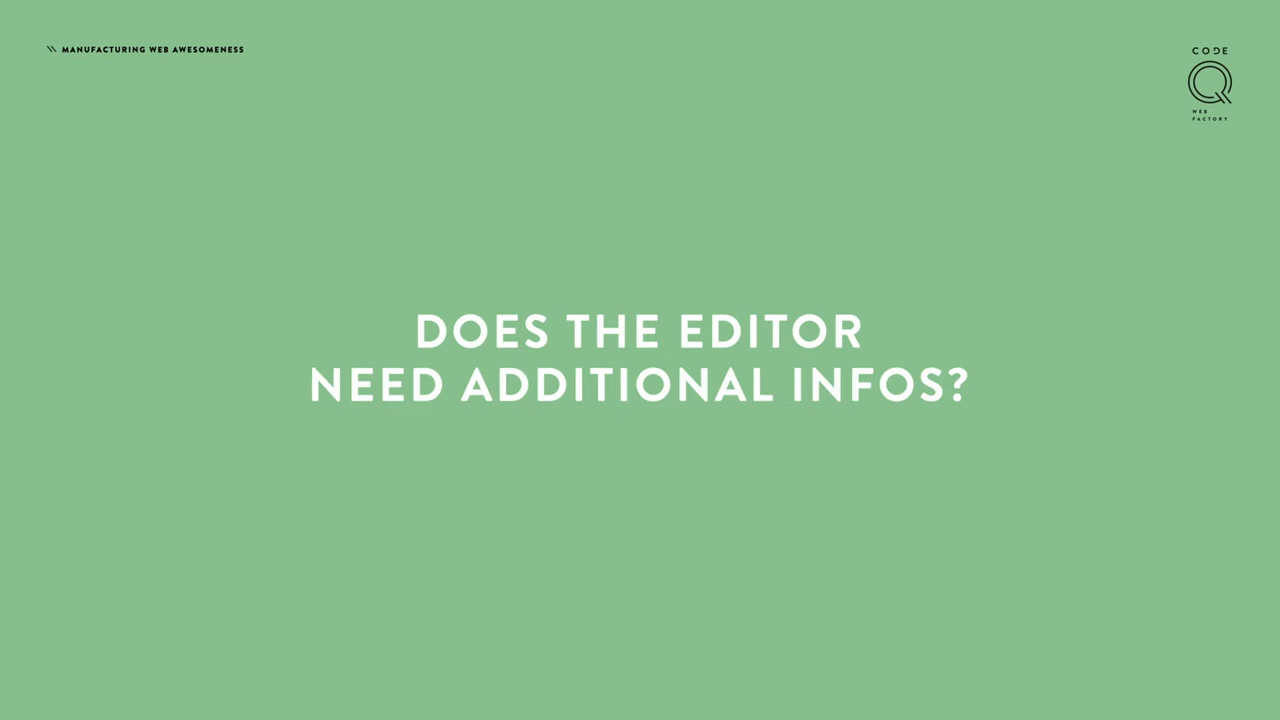 \\ MANUFACTURING WEB AWESOMENESS
CODE
Q
WEB
FACTORY
DOES THE EDITOR
NEED ADDITIONAL INFOS?